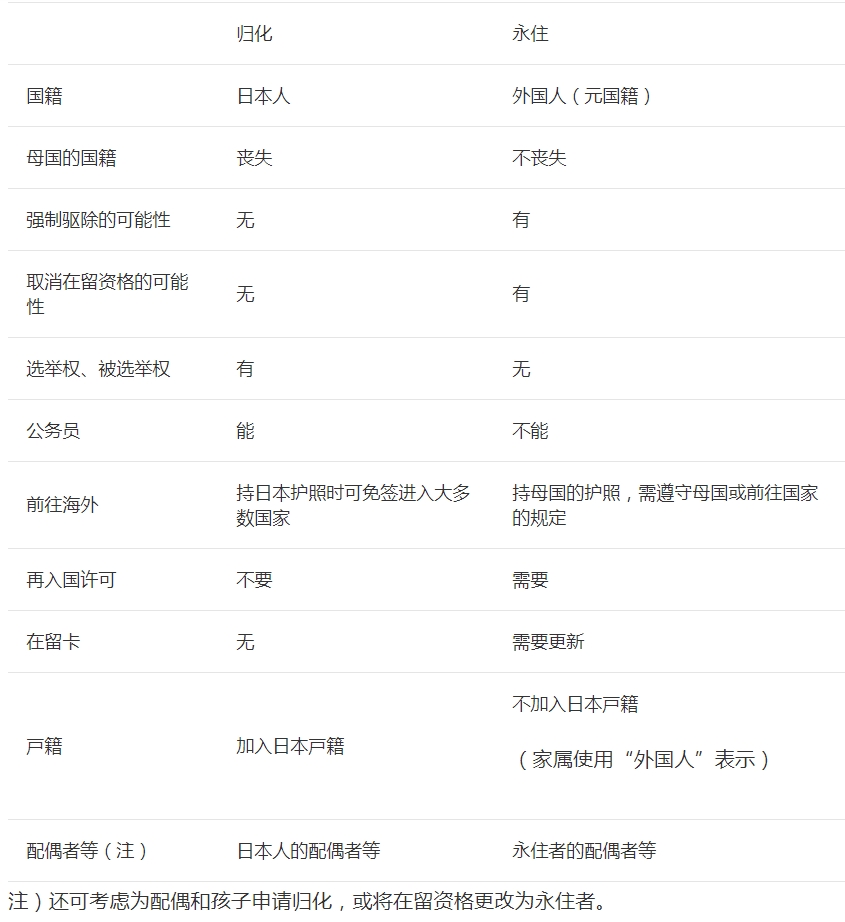 归化 永住
国籍 日本人 外国人（元国籍）
母国的国籍 丧失 不丧失
强制驱除的可能性 无 有
取消在留资格的可能
性 无 有
选举权、被选举权 有 无
公务员 能 不能
前往海外 持日本护照时可免签进入大多
数国家 持母国的护照，需遵守母国或前往国家
的规定
再入国许可 不要 需要
在留卡 无 需要更新
戸籍 加入日本戸籍 不加入日本戸籍
（家属使用“外国人”表示）
配偶者等（注） 日本人的配偶者等 永住者的配偶者等
注）还可考虑为配偶和孩子申请归化，或将在留资格更改为永住者。